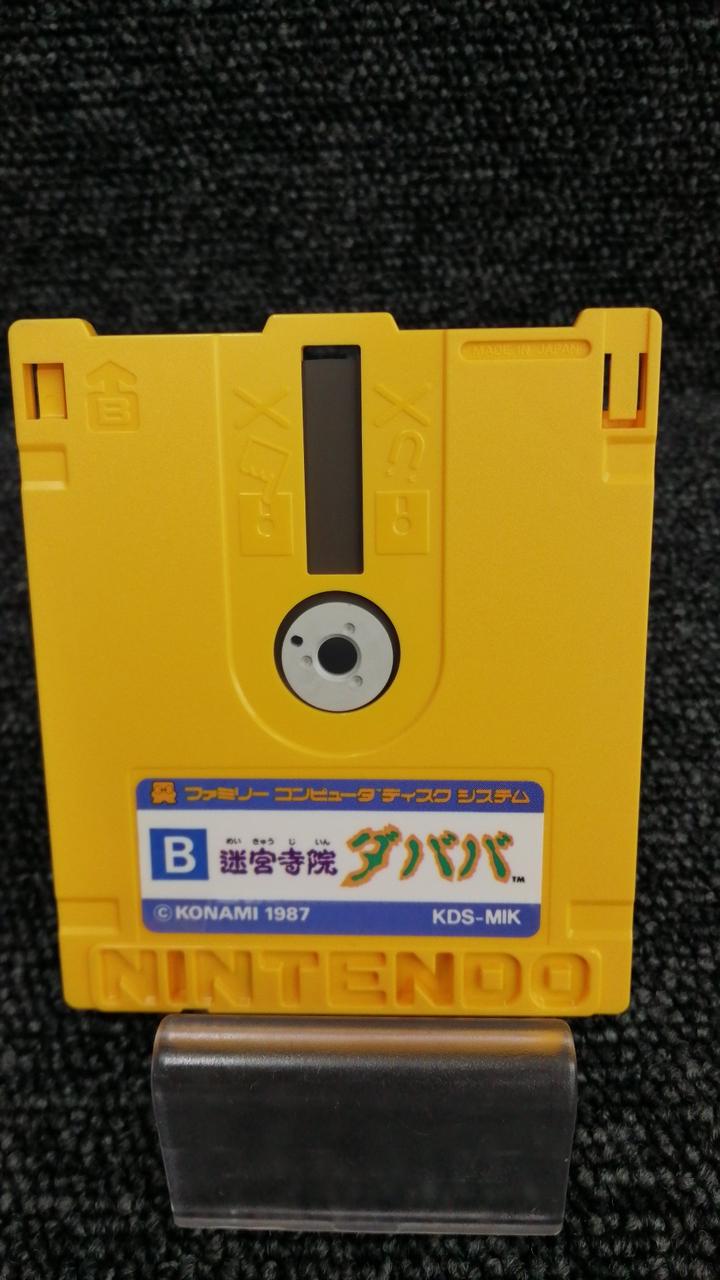 MADE IN JAPAN
B
ファミリー コンピュータ™ ディスク システム
めい きゅう じ いん
B 迷宮寺院 ダババ™
©KONAMI 1987 KDS-MIK
NINTENDO